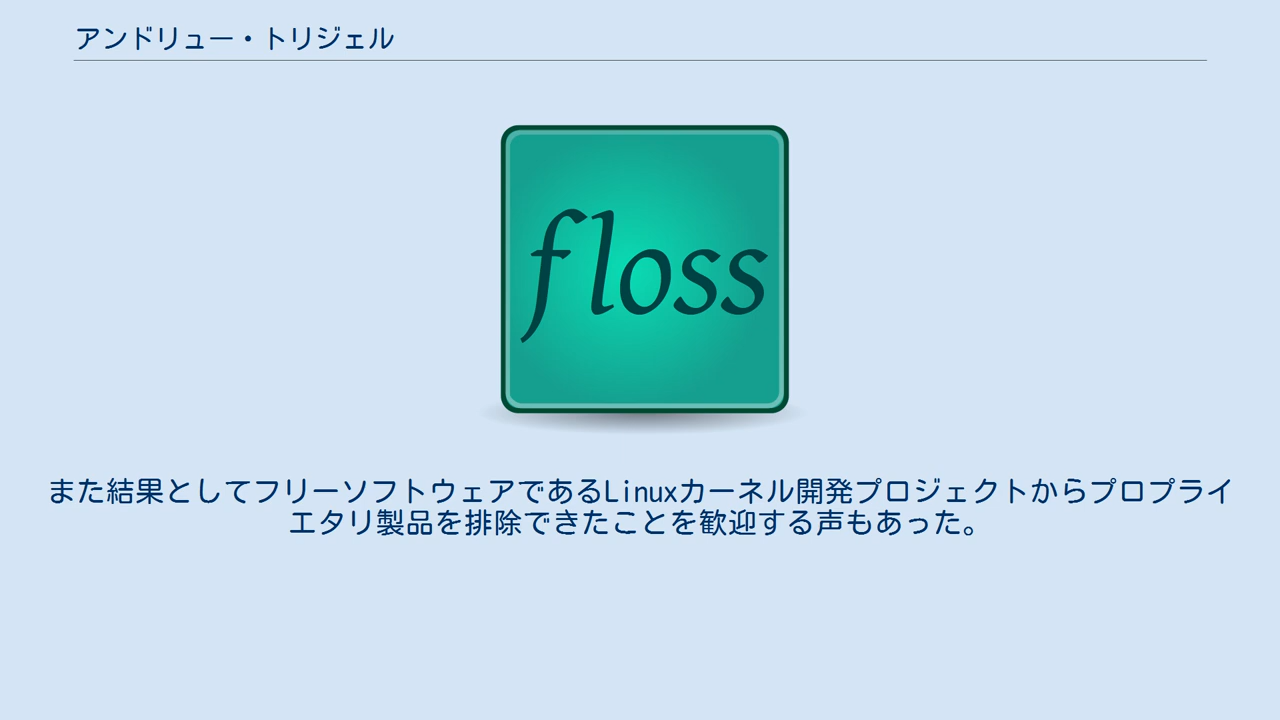 アンドリュー・トリジェル
floss
また結果としてフリーソフトウェアであるLinuxカーネル開発プロジェクトからプロプライ
エタリ製品を排除できたことを歓迎する声もあった。